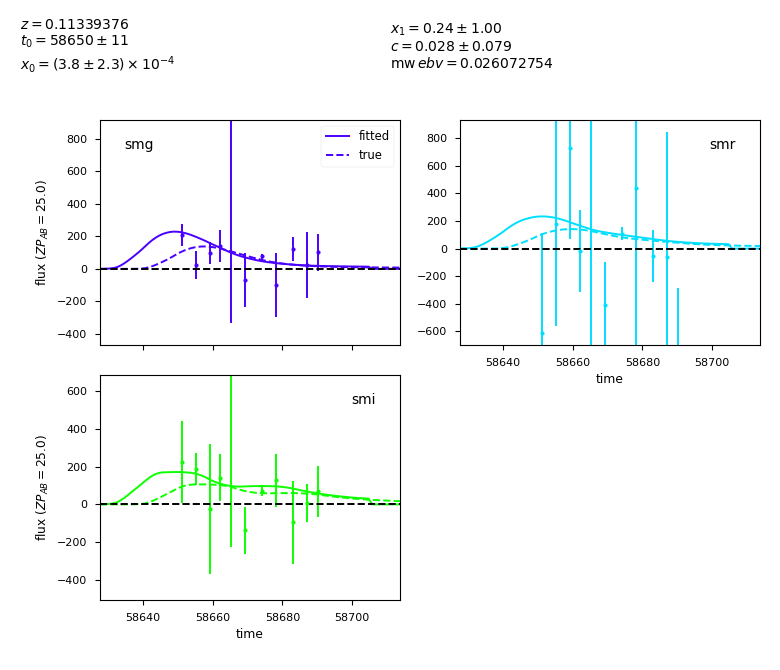 z = 0.11339376
t₀ = 58650 ± 11
x₀ = (3.8 ± 2.3) × 10⁻⁴
x₁ = 0.24 ± 1.00
c = 0.028 ± 0.079
mw ebv = 0.026072754
smg
fitted
true
800
600
400
200
0
−200
−400
flux (ZP_AB = 25.0)
smr
800
600
400
200
0
−200
−400
−600
58640 58660 58680 58700
time
smi
600
400
200
0
−200
−400
flux (ZP_AB = 25.0)
58640 58660 58680 58700
time